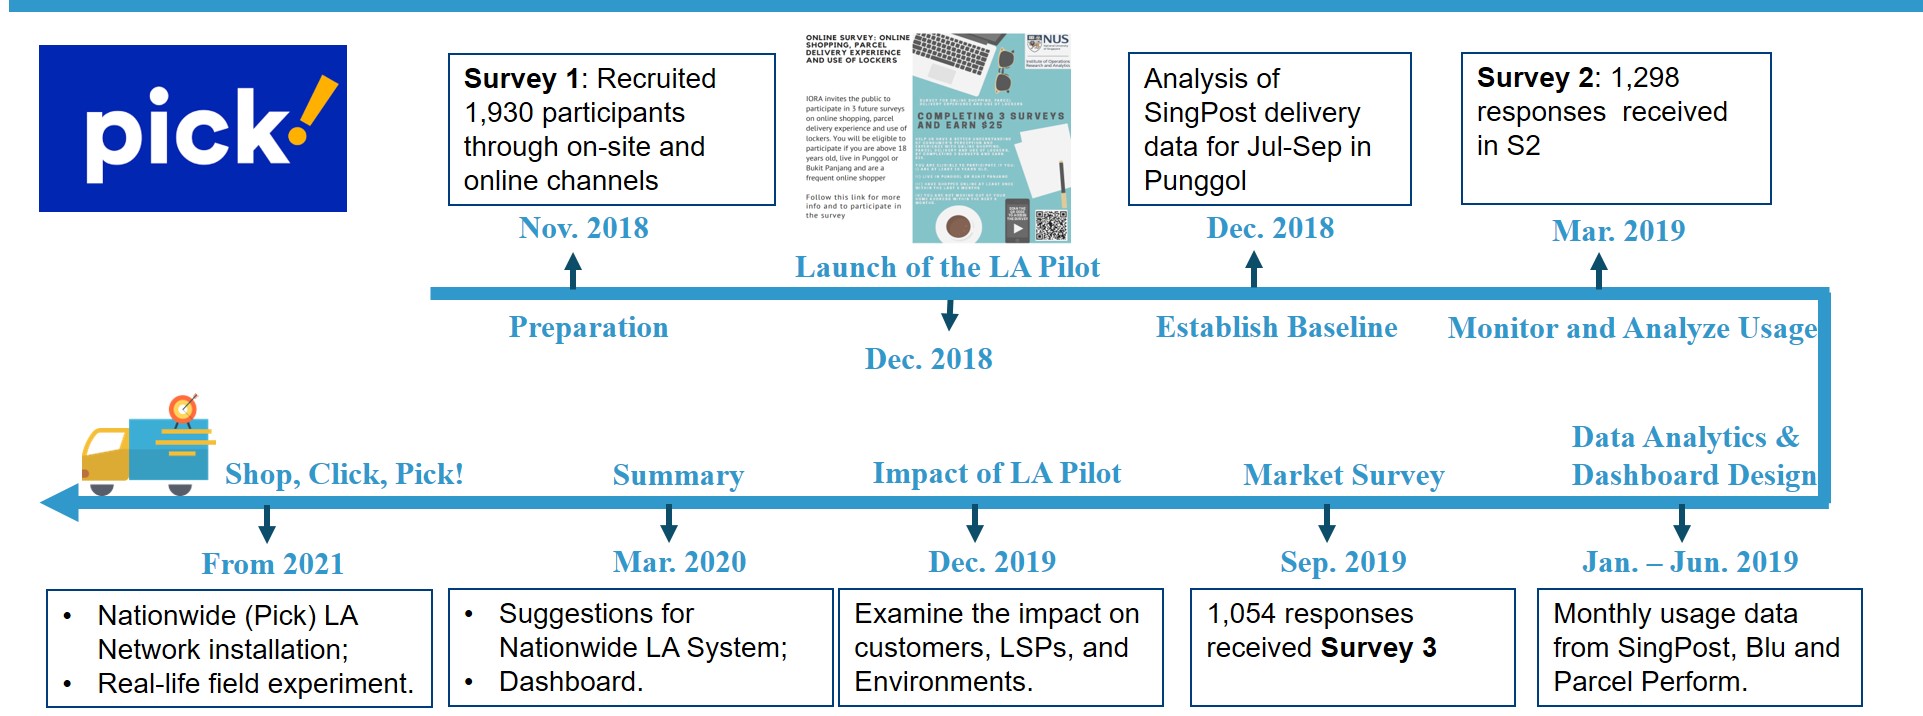 pick!
Survey 1: Recruited
1,930 participants
through on-site and
online channels
Nov. 2018
ONLINE SURVEY: ONLINE
SHOPPING, PARCEL
DELIVERY EXPERIENCE
AND USE OF LOCKERS
IORA invites the public to
participate in 3 future surveys
on online shopping, parcel
delivery experience and use of
lockers. You will be eligible to
participate if you are above 18
years old, live in Punggol or
Bukit Panjang and are a
frequent online shopper
Follow this link for more
info and to participate in
the survey
NUS
COMPLETING 3 SURVEYS
AND EARN $25
Launch of the LA Pilot
Dec. 2018
Analysis of
SingPost delivery
data for Jul-Sep in
Punggol
Dec. 2018
Survey 2: 1,298
responses received
in S2
Mar. 2019
Preparation
Establish Baseline
Monitor and Analyze Usage
Data Analytics &
Dashboard Design
Jan. – Jun. 2019
Monthly usage data
from SingPost, Blu and
Parcel Perform.
Market Survey
Sep. 2019
1,054 responses
received Survey 3
Impact of LA Pilot
Dec. 2019
Examine the impact on
customers, LSPs, and
Environments.
Summary
Mar. 2020
• Suggestions for
Nationwide LA System;
• Dashboard.
Shop, Click, Pick!
From 2021
• Nationwide (Pick) LA
Network installation;
• Real-life field experiment.